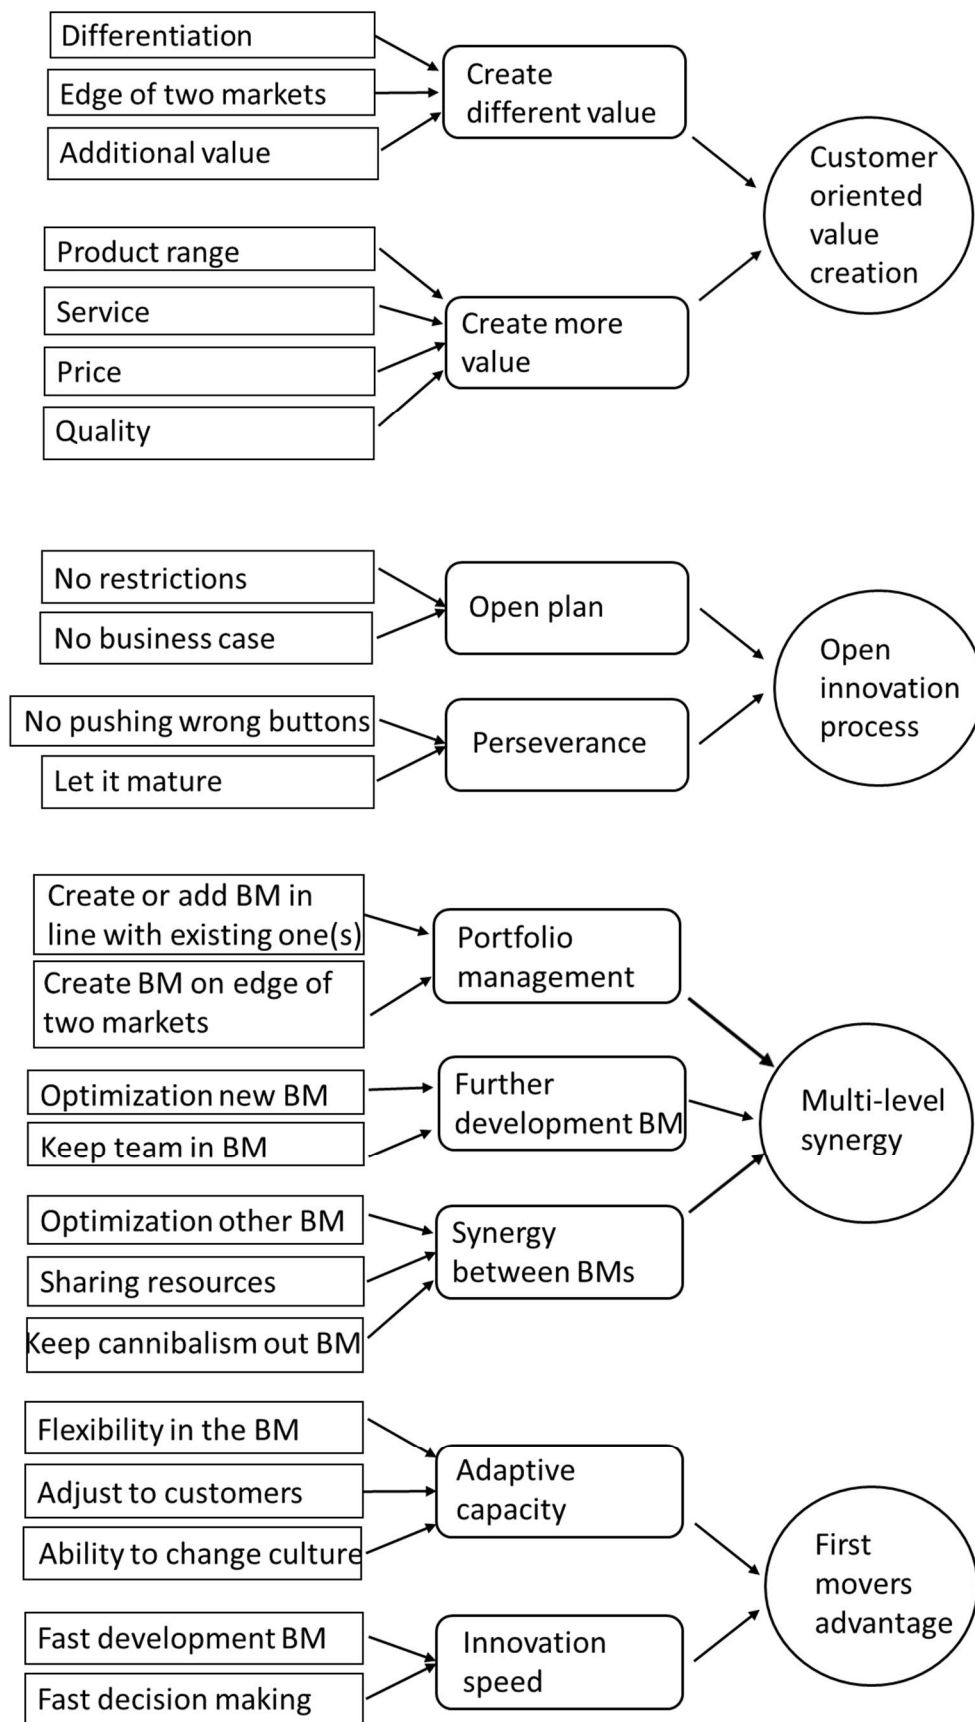 Differentiation
Edge of two markets
Additional value
Create
different value
Product range
Service
Price
Quality
Create more
value
Customer
oriented
value
creation
No restrictions
No business case
Open plan
No pushing wrong buttons
Let it mature
Perseverance
Open
innovation
process
Create or add BM in
line with existing one(s)
Create BM on edge of
two markets
Portfolio
management
Optimization new BM
Keep team in BM
Further
development BM
Optimization other BM
Sharing resources
Keep cannibalism out BM
Synergy
between BMs
Multi-level
synergy
Flexibility in the BM
Adjust to customers
Ability to change culture
Adaptive
capacity
Fast development BM
Fast decision making
Innovation
speed
First
movers
advantage